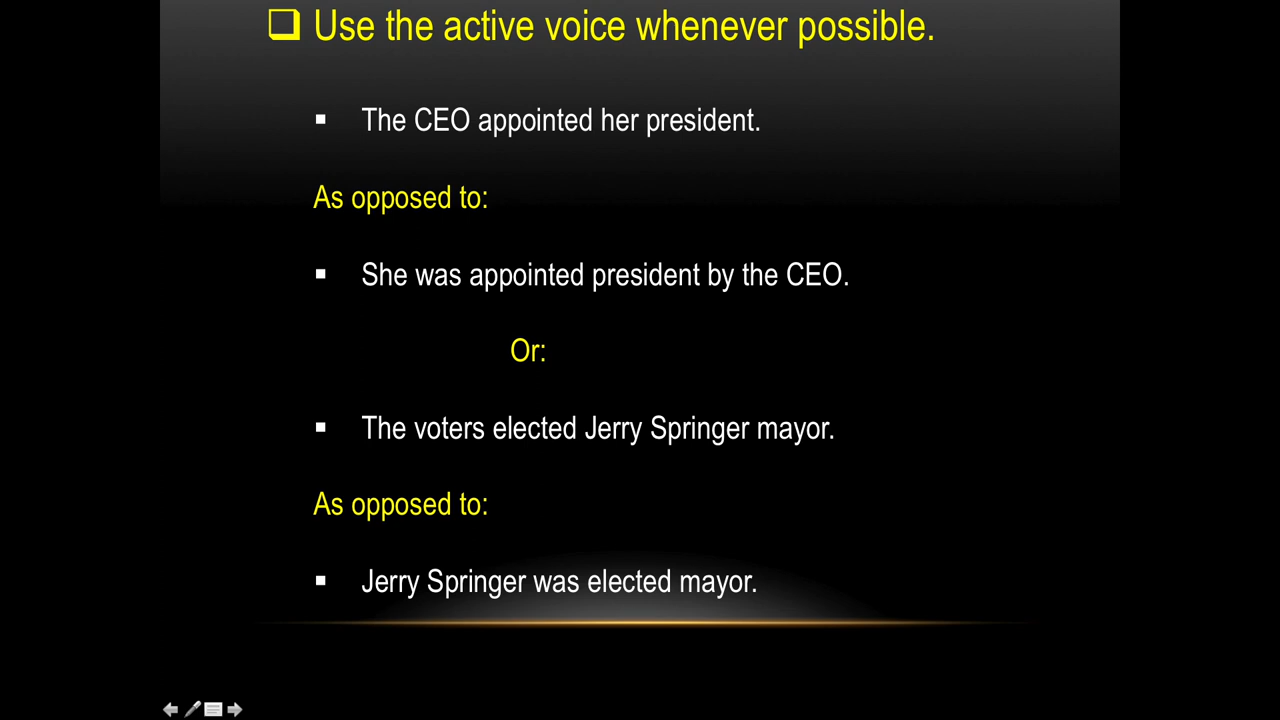 ❑ Use the active voice whenever possible.
▪ The CEO appointed her president.
As opposed to:
▪ She was appointed president by the CEO.
Or:
▪ The voters elected Jerry Springer mayor.
As opposed to:
▪ Jerry Springer was elected mayor.